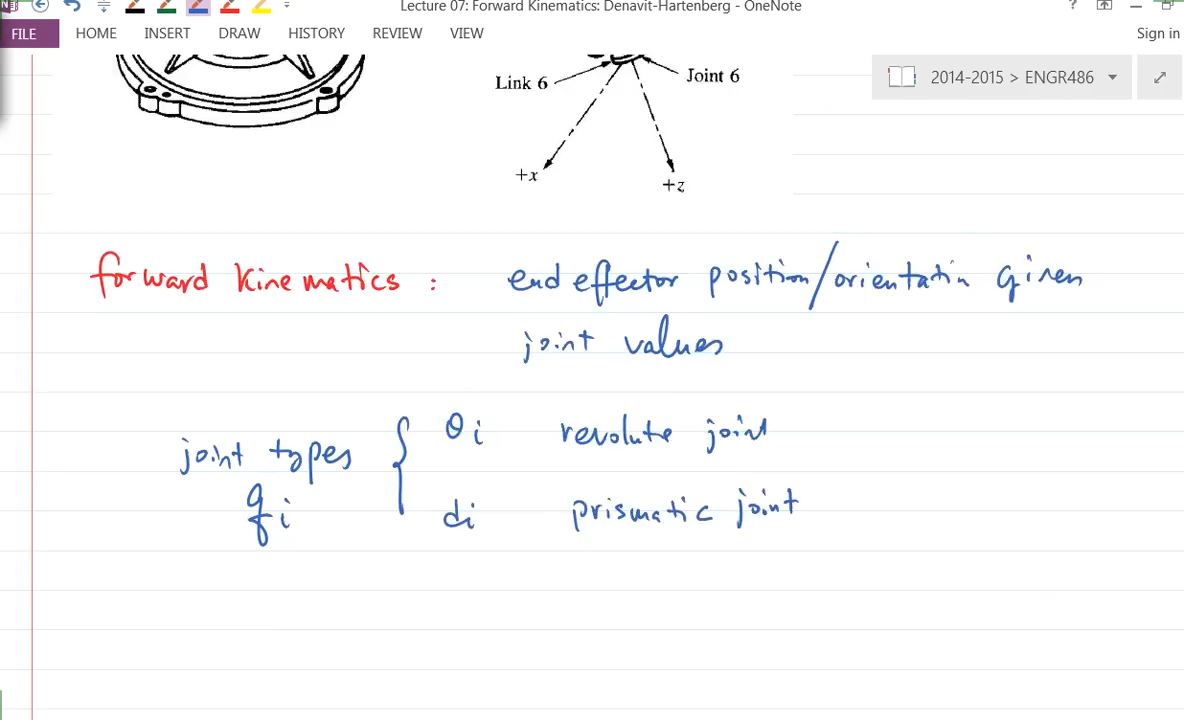 Lecture 07: Forward Kinematics: Denavit-Hartenberg - OneNote
FILE HOME INSERT DRAW HISTORY REVIEW VIEW
Sign in
2014-2015 > ENGR486
Link 6
Joint 6
+x
+z
forward kinematics : end effector position/orientatin given
joint values
joint types { θi revolute joint
qi
di prismatic joint